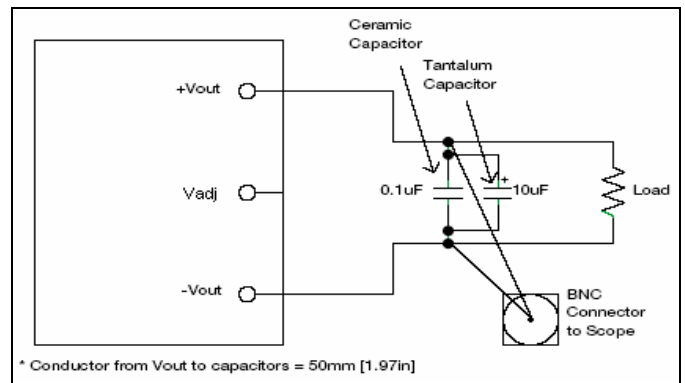 Ceramic
Capacitor
Tantalum
Capacitor
+Vout
Vadj
0.1uF
+
10uF
Load
-Vout
BNC
Connector
to Scope
* Conductor from Vout to capacitors = 50mm [1.97in]